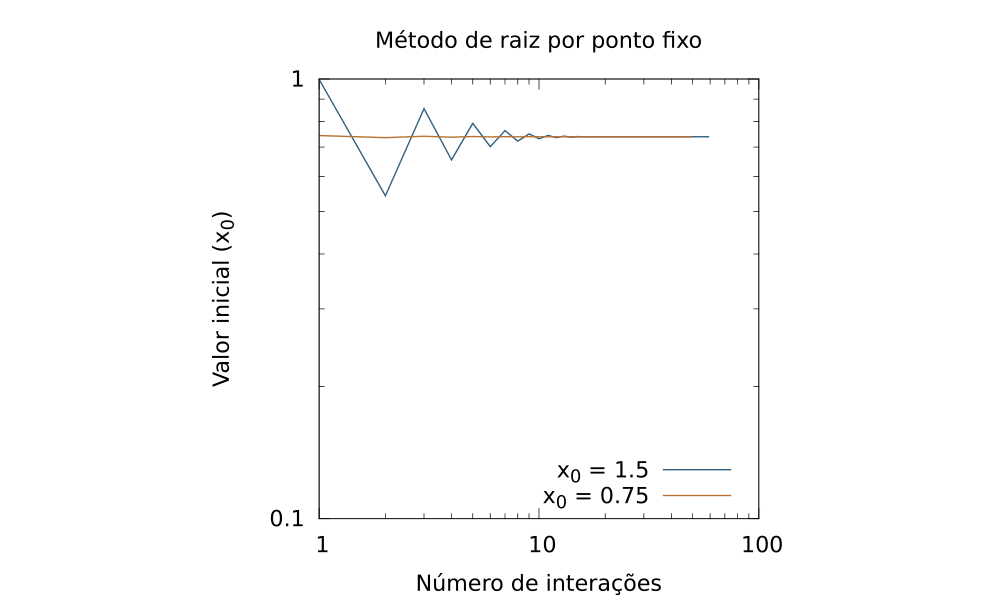 Método de raiz por ponto fixo
1
Valor inicial (x₀)
x₀ = 1.5
x₀ = 0.75
0.1
1 10 100
Número de interações